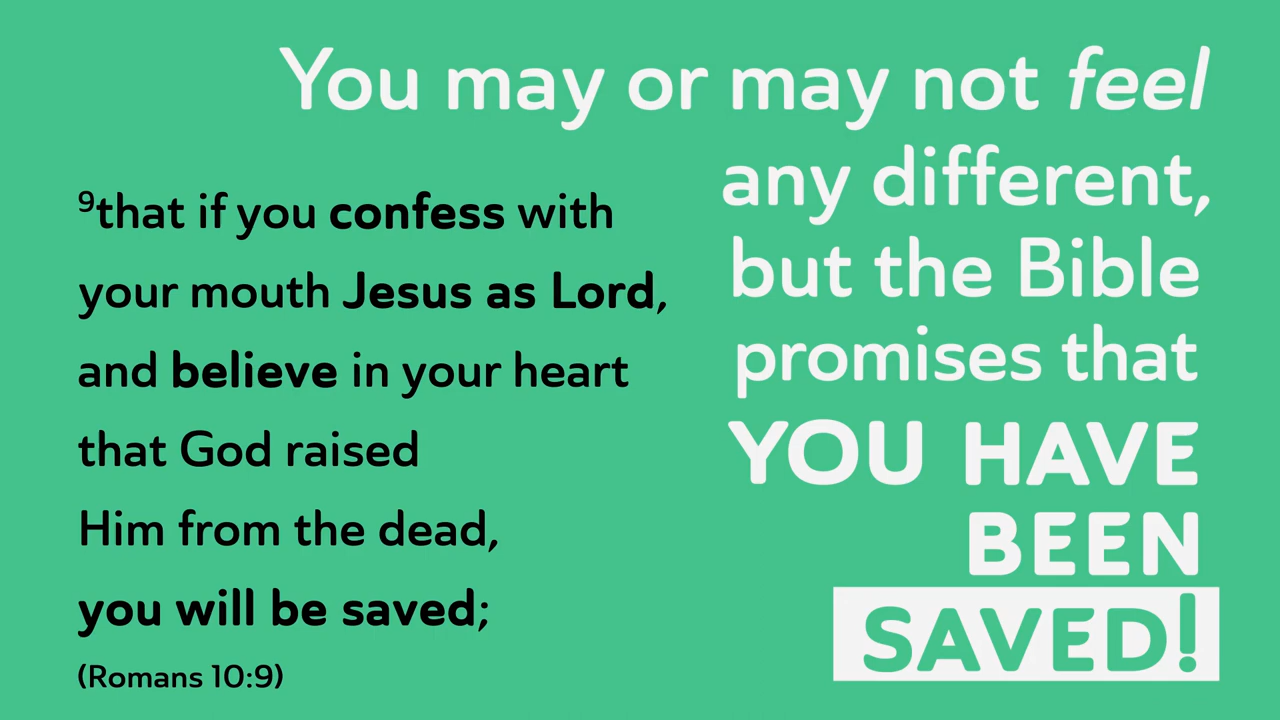 You may or may not feel
any different,
but the Bible
promises that
YOU HAVE
BEEN
SAVED!
⁹that if you confess with
your mouth Jesus as Lord,
and believe in your heart
that God raised
Him from the dead,
you will be saved;
(Romans 10:9)